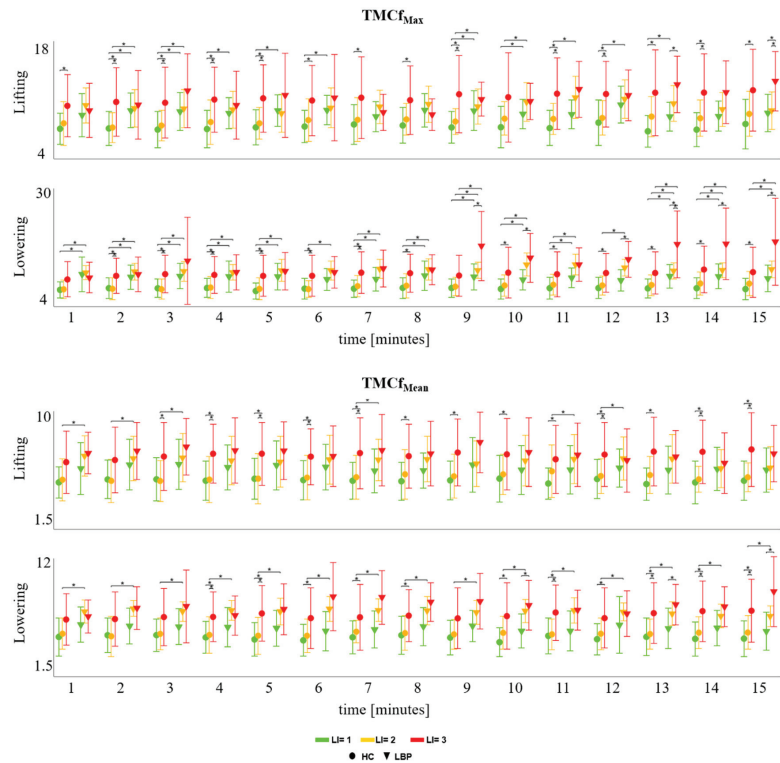 TMCfMax
18
Lifting
4
30
Lowering
4
1 2 3 4 5 6 7 8 9 10 11 12 13 14 15
time [minutes]
TMCfMean
10
Lifting
1.5
12
Lowering
1.5
1 2 3 4 5 6 7 8 9 10 11 12 13 14 15
time [minutes]
LI= 1 LI= 2 LI= 3
HC LBP